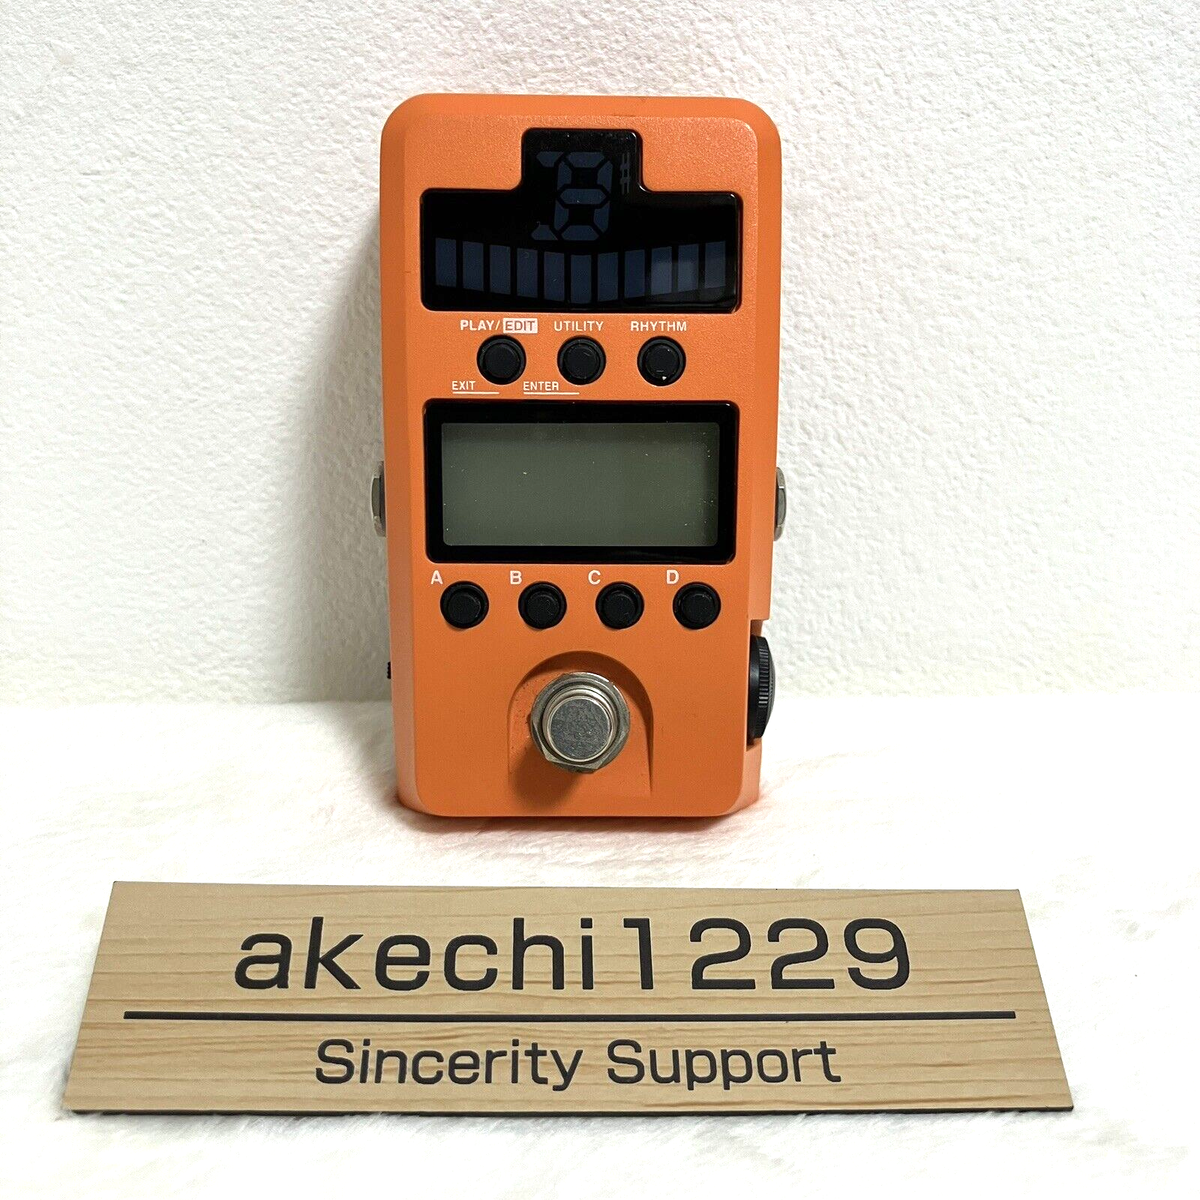 PLAY/EDIT UTILITY RHYTHM
EXIT ENTER
A B C D
akechi1229
Sincerity Support